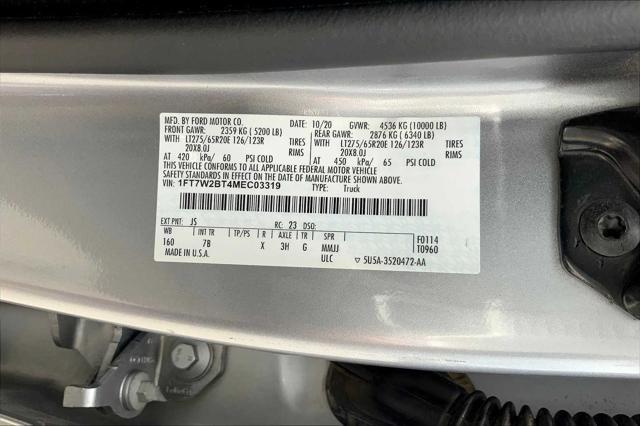 MFD. BY FORD MOTOR CO.
10/20 GVWR: 4536 KG (10000 LB)
FRONT GAWR: 2359 KG (5200 LB)
REAR GAWR: 2876 KG (6340 LB)
WITH LT275/65R20E 126/123R TIRES
WITH LT275/65R20E 126/123R TIRES
20X8.0J RIMS
20X8.0J RIMS
AT 420 kPa/ 60 PSI COLD
AT 450 kPa/ 65 PSI COLD
THIS VEHICLE CONFORMS TO ALL APPLICABLE FEDERAL MOTOR VEHICLE
SAFETY STANDARDS IN EFFECT ON THE DATE OF MANUFACTURE SHOWN ABOVE.
VIN: 1FT7W2BT4MEC03319 TYPE: Truck
EXT PNT: JS RC: 23 DSO:
WB INT TR TP/PS R AXLE TR SPR F0114
160 7B X 3H G MMJJ T0960
MADE IN U.S.A. ULC 5U5A-3520472-AA